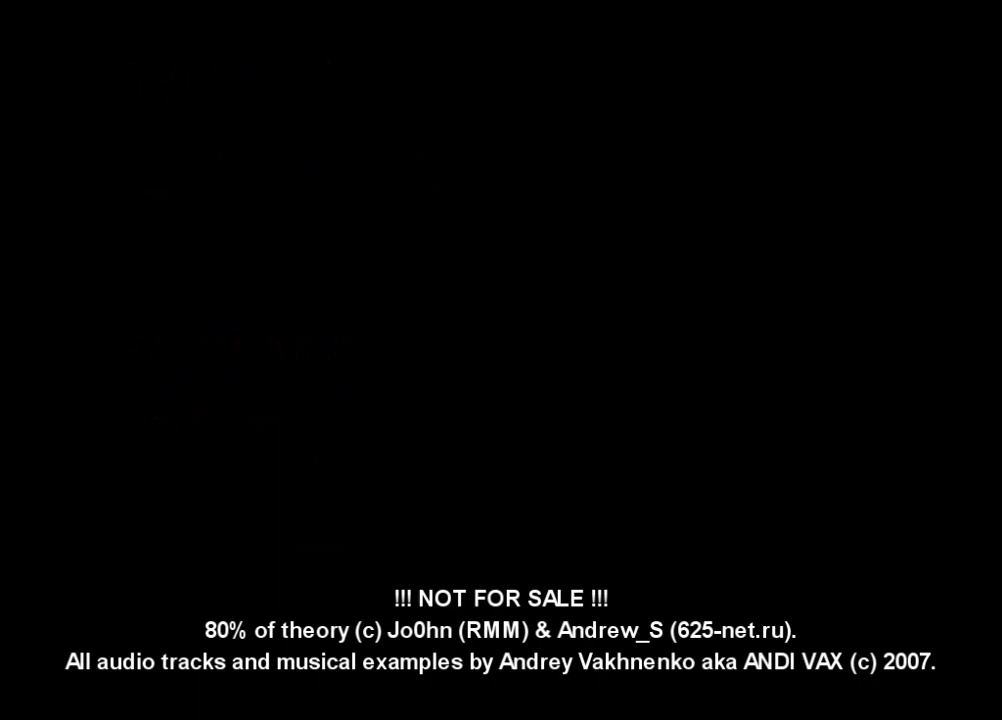 !!! NOT FOR SALE !!!
80% of theory (c) Jo0hn (RMM) & Andrew_S (625-net.ru).
All audio tracks and musical examples by Andrey Vakhnenko aka ANDI VAX (c) 2007.